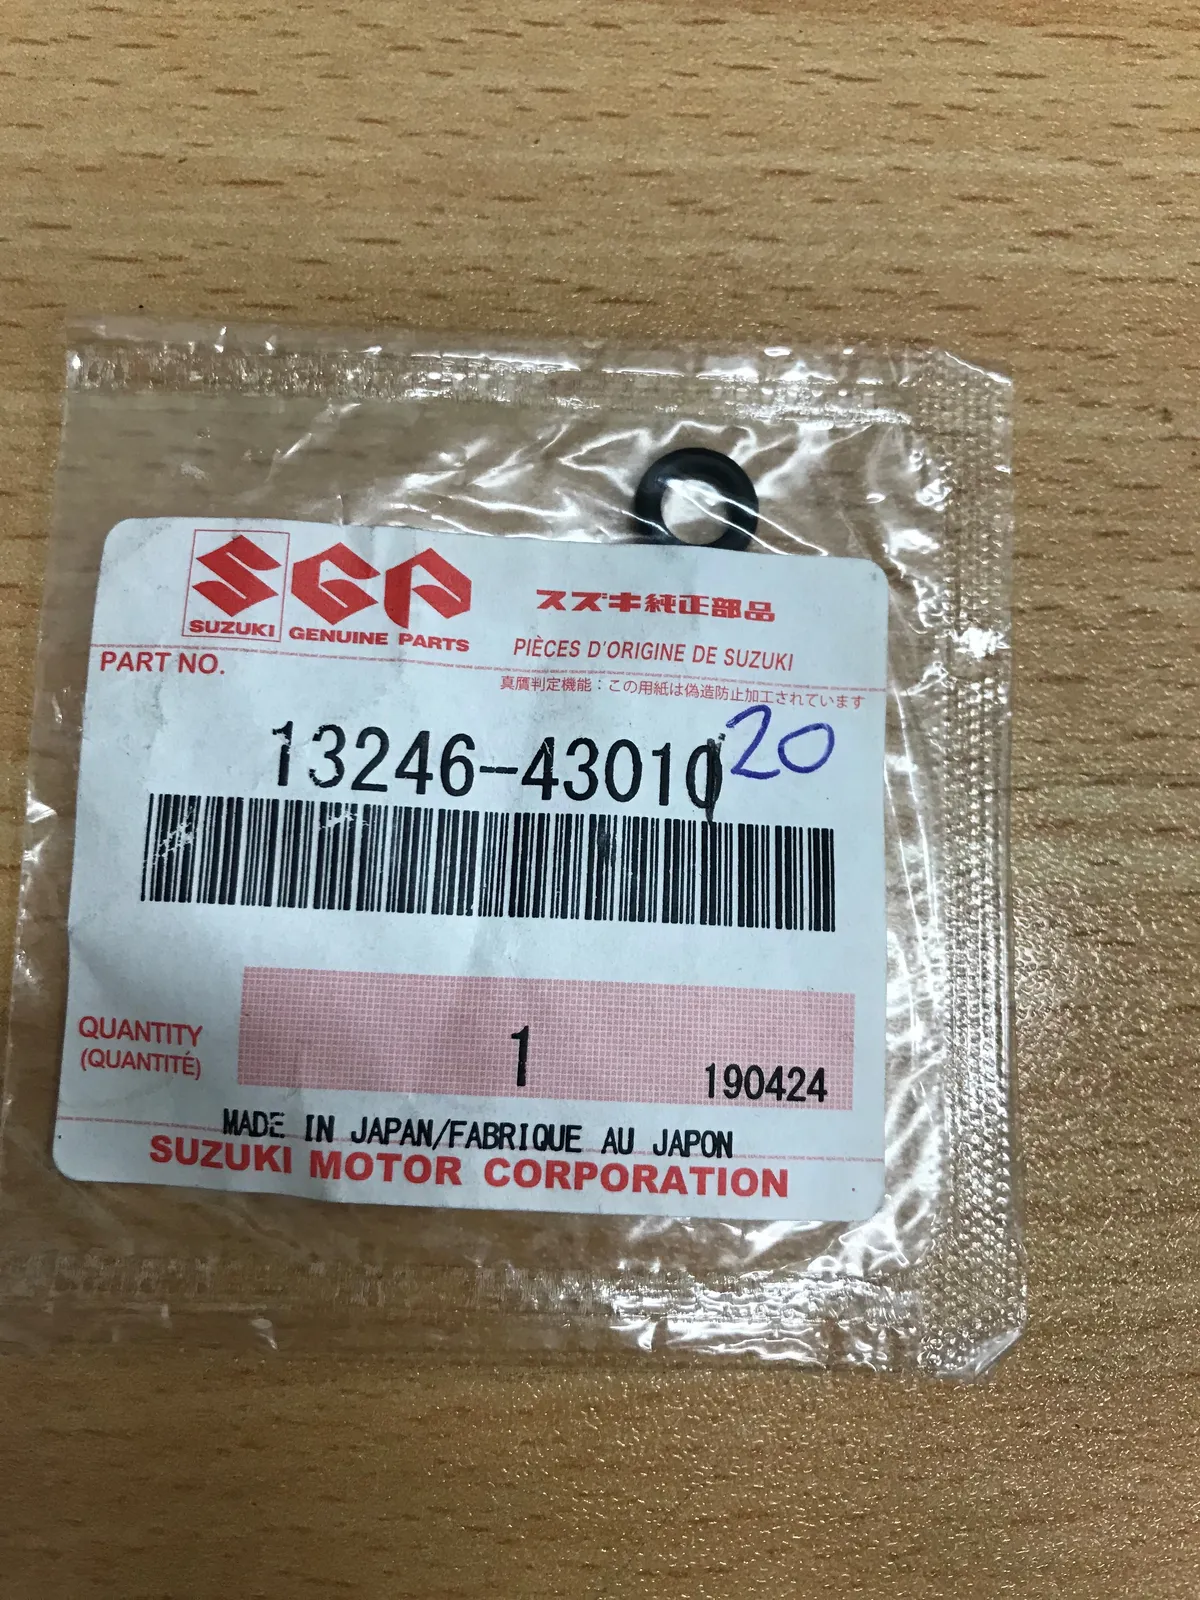 SGP
SUZUKI GENUINE PARTS
スズキ純正部品
PIÈCES D'ORIGINE DE SUZUKI
PART NO.
真贋判定機能：この用紙は偽造防止加工されています
13246-43010
20
QUANTITY
(QUANTITÉ)
1
190424
MADE IN JAPAN/FABRIQUE AU JAPON
SUZUKI MOTOR CORPORATION